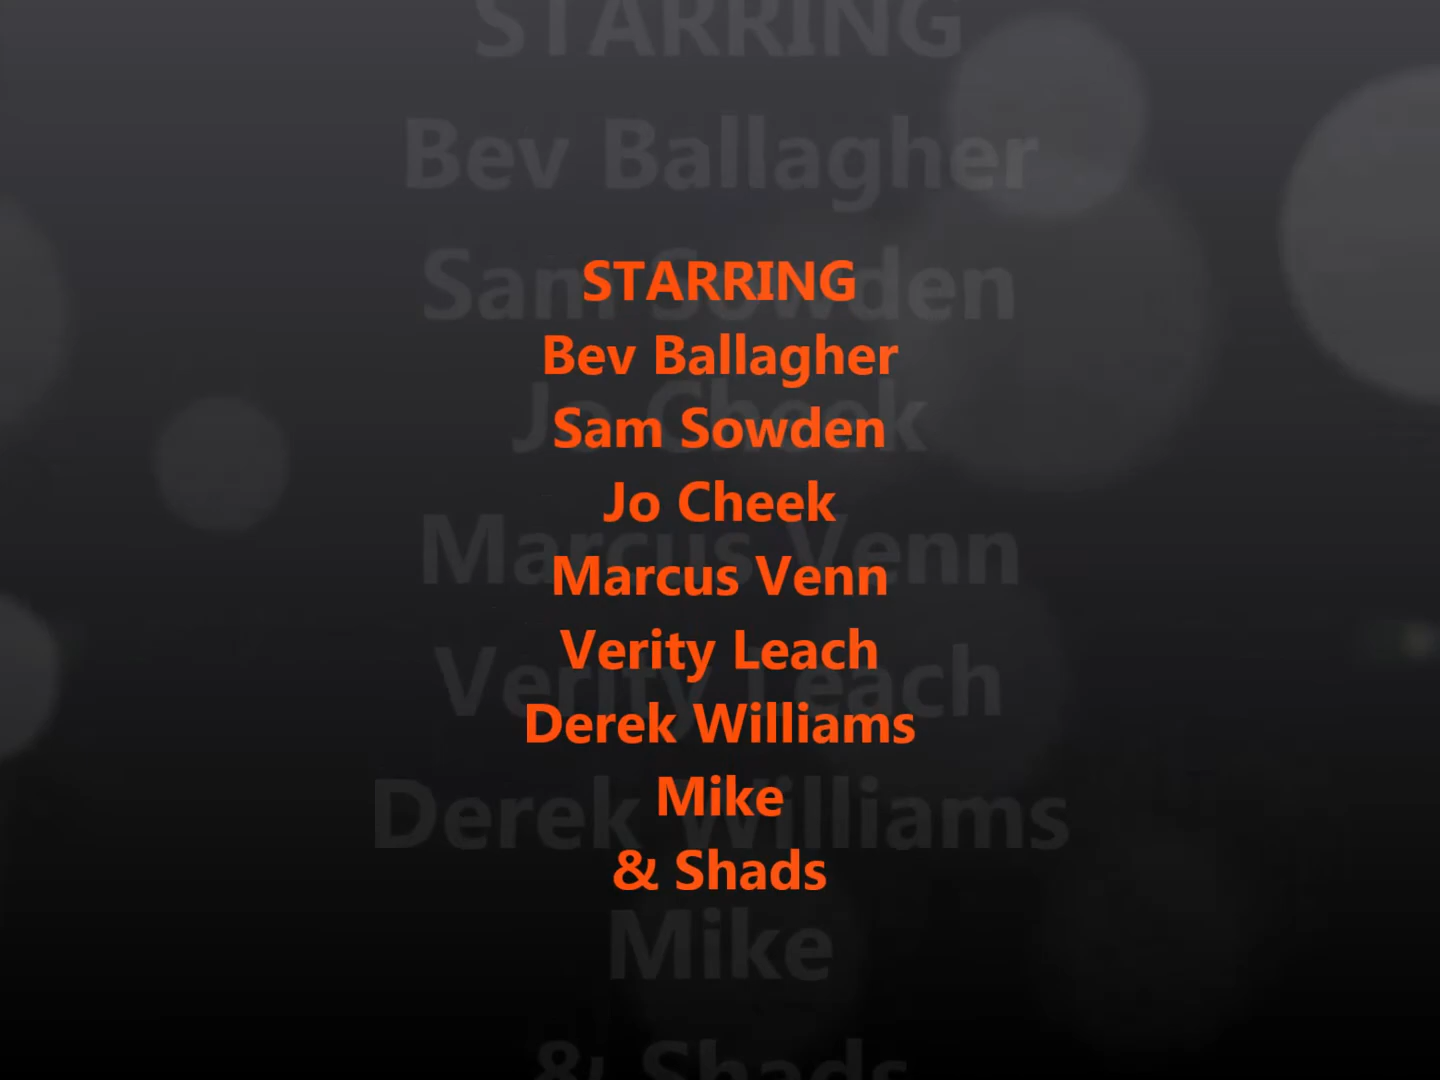 STARRING
Bev Ballagher
Sam Sowden
Jo Cheek
Marcus Venn
Verity Leach
Derek Williams
Mike
& Shads